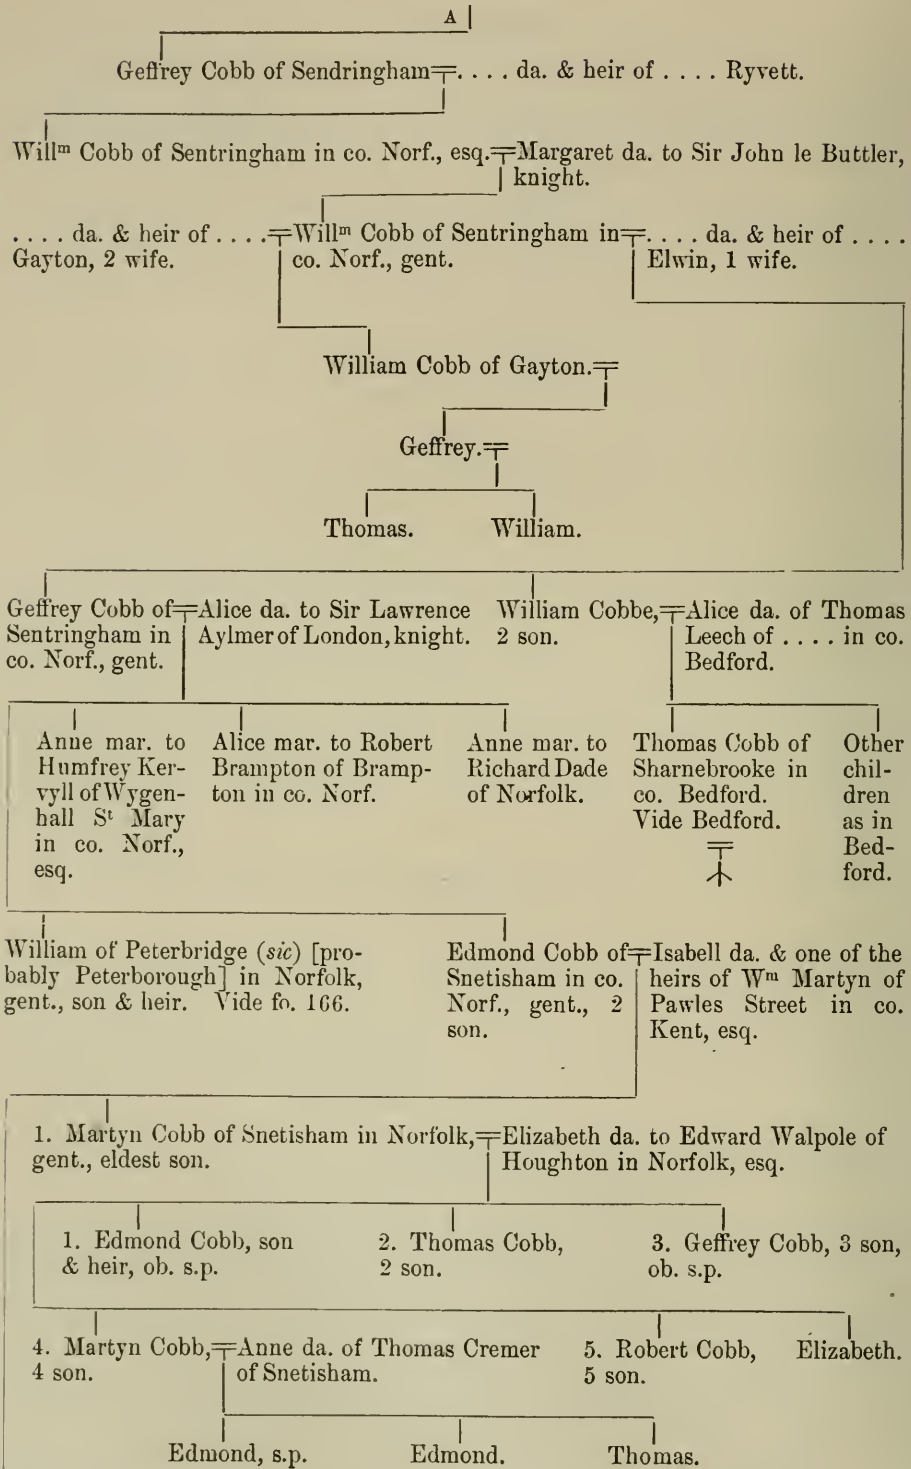 A
Geffrey Cobb of Sendringham=. . . . da. & heir of . . . . Ryvett.
Willm Cobb of Sentringham in co. Norf., esq.=Margaret da. to Sir John le Buttler,
knight.
. . . . da. & heir of . . . .=Willm Cobb of Sentringham in=. . . . da. & heir of . . . .
Gayton, 2 wife. co. Norf., gent. Elwin, 1 wife.
William Cobb of Gayton.=
Geffrey.=
Thomas. William.
Geffrey Cobb of=Alice da. to Sir Lawrence William Cobbe,=Alice da. of Thomas
Sentringham in Aylmer of London, knight. 2 son. Leech of . . . . in co.
co. Norf., gent. Bedford.
Anne mar. to Alice mar. to Robert Anne mar. to Thomas Cobb of Other
Humfrey Ker- Brampton of Bramp- Richard Dade Sharnebrooke in chil-
vyll of Wygen- ton in co. Norf. of Norfolk. co. Bedford. dren
hall St Mary Vide Bedford. as in
in co. Norf., Bed-
esq. ford.
William of Peterbridge (sic) [pro- Edmond Cobb of=Isabell da. & one of the
bably Peterborough] in Norfolk, Snetisham in co. heirs of Wm Martyn of
gent., son & heir. Vide fo. 166. Norf., gent., 2 Pawles Street in co.
son. Kent, esq.
1. Martyn Cobb of Snetisham in Norfolk,=Elizabeth da. to Edward Walpole of
gent., eldest son. Houghton in Norfolk, esq.
1. Edmond Cobb, son 2. Thomas Cobb, 3. Geffrey Cobb, 3 son,
& heir, ob. s.p. 2 son. ob. s.p.
4. Martyn Cobb,=Anne da. of Thomas Cremer 5. Robert Cobb, Elizabeth.
4 son. of Snetisham. 5 son.
Edmond, s.p. Edmond. Thomas.